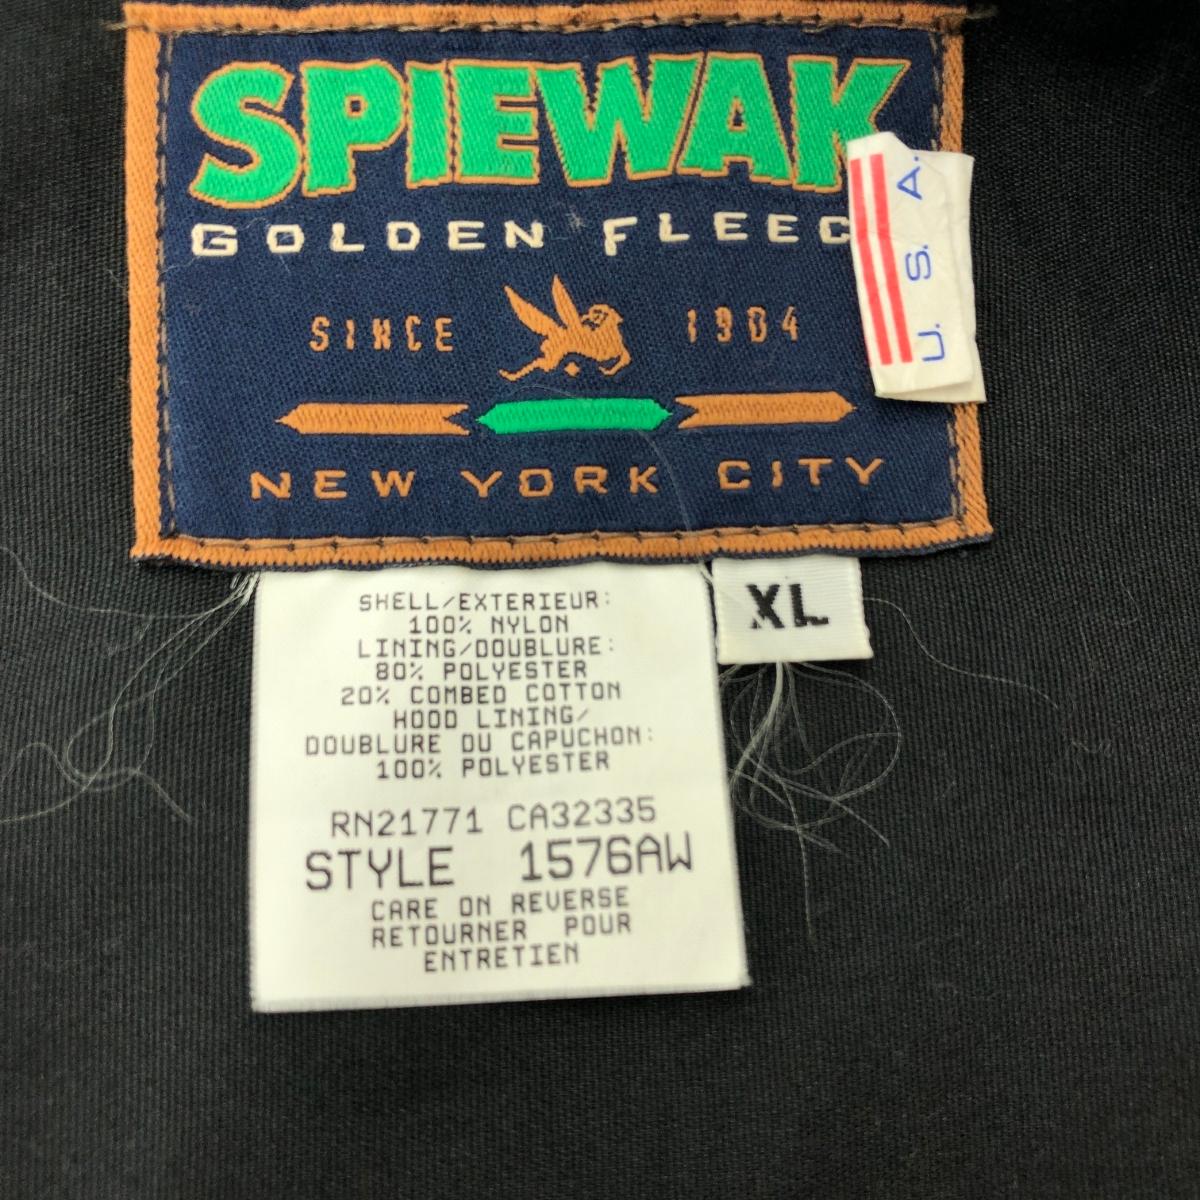 SPIEWAK
GOLDEN FLEEC
SINCE 1904
NEW YORK CITY
U. S. A.
XL
SHELL/EXTERIEUR:
100% NYLON
LINING/DOUBLURE:
80% POLYESTER
20% COMBED COTTON
HOOD LINING/
DOUBLURE DU CAPUCHON:
100% POLYESTER
RN21771 CA32335
STYLE 1576AW
CARE ON REVERSE
RETOURNER POUR
ENTRETIEN